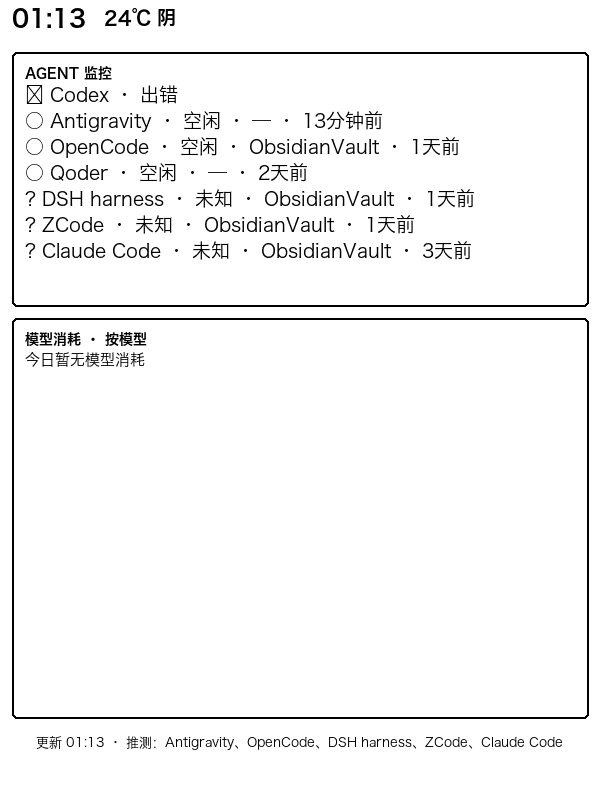 01:13 24℃ 阴
AGENT 监控
☒ Codex · 出错
○ Antigravity · 空闲 · — · 13分钟前
○ OpenCode · 空闲 · ObsidianVault · 1天前
○ Qoder · 空闲 · — · 2天前
? DSH harness · 未知 · ObsidianVault · 1天前
? ZCode · 未知 · ObsidianVault · 1天前
? Claude Code · 未知 · ObsidianVault · 3天前
模型消耗 · 按模型
今日暂无模型消耗
更新 01:13 · 推测：Antigravity、OpenCode、DSH harness、ZCode、Claude Code